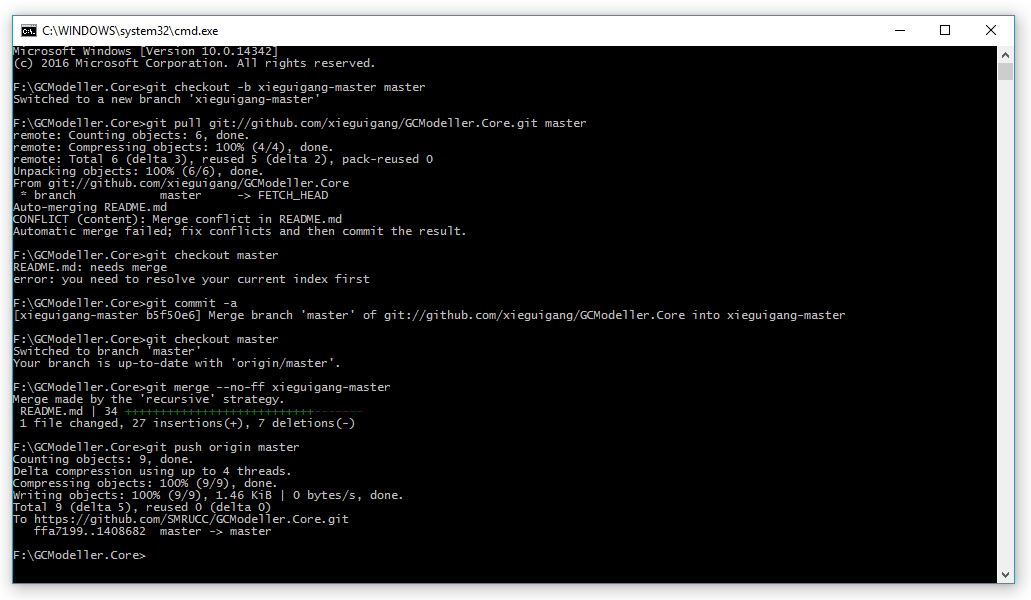 C:\WINDOWS\system32\cmd.exe
Microsoft Windows [Version 10.0.14342]
(c) 2016 Microsoft Corporation. All rights reserved.
F:\GCModeller.Core>git checkout -b xieguigang-master master
Switched to a new branch 'xieguigang-master'
F:\GCModeller.Core>git pull git://github.com/xieguigang/GCModeller.Core.git master
remote: Counting objects: 6, done.
remote: Compressing objects: 100% (4/4), done.
remote: Total 6 (delta 3), reused 5 (delta 2), pack-reused 0
Unpacking objects: 100% (6/6), done.
From git://github.com/xieguigang/GCModeller.Core
 * branch            master     -> FETCH_HEAD
Auto-merging README.md
CONFLICT (content): Merge conflict in README.md
Automatic merge failed; fix conflicts and then commit the result.
F:\GCModeller.Core>git checkout master
README.md: needs merge
error: you need to resolve your current index first
F:\GCModeller.Core>git commit -a
[xieguigang-master b5f50e6] Merge branch 'master' of git://github.com/xieguigang/GCModeller.Core into xieguigang-master
F:\GCModeller.Core>git checkout master
Switched to branch 'master'
Your branch is up-to-date with 'origin/master'.
F:\GCModeller.Core>git merge --no-ff xieguigang-master
Merge made by the 'recursive' strategy.
 README.md | 34 +++++++++++++++++++++++++++-------
 1 file changed, 27 insertions(+), 7 deletions(-)
F:\GCModeller.Core>git push origin master
Counting objects: 9, done.
Delta compression using up to 4 threads.
Compressing objects: 100% (9/9), done.
Writing objects: 100% (9/9), 1.46 KiB | 0 bytes/s, done.
Total 9 (delta 5), reused 0 (delta 0)
To https://github.com/SMRUCC/GCModeller.Core.git
   ffa7199..1408682  master -> master
F:\GCModeller.Core>